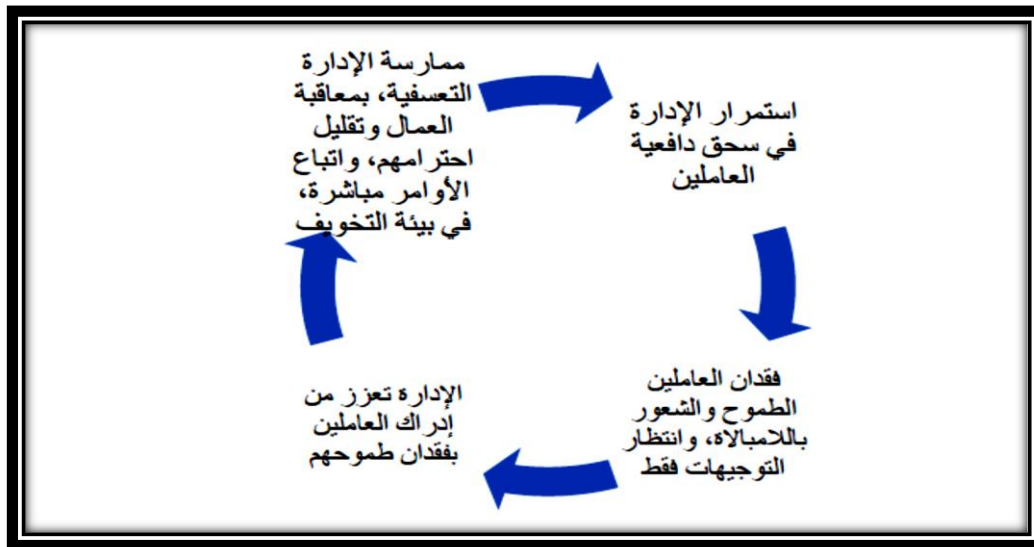 ممارسة الإدارة
التعسفية، بمعاقبة
العمال وتقليل
احترامهم، واتباع
الأوامر مباشرة،
في بيئة التخويف
استمرار الإدارة
في سحق دافعية
العاملين
فقدان العاملين
الطموح والشعور
باللامبالاة، وانتظار
التوجيهات فقط
الإدارة تعزز من
إدراك العاملين
بفقدان طموحهم